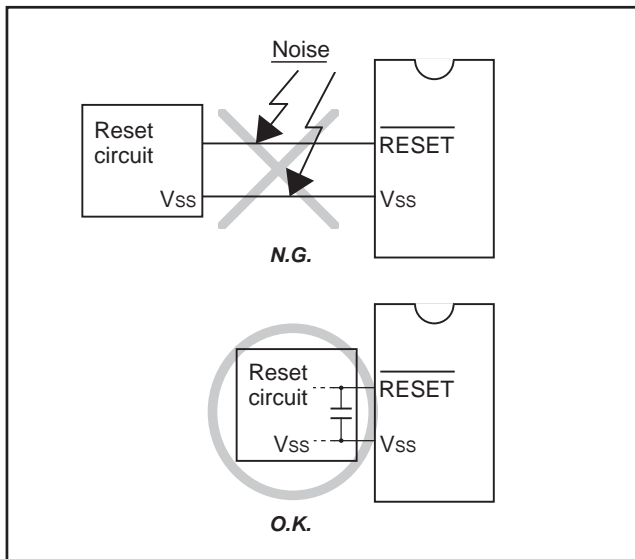 Noise
Reset
circuit
RESET
Vss
Vss
N.G.
Reset
circuit
RESET
Vss
Vss
O.K.